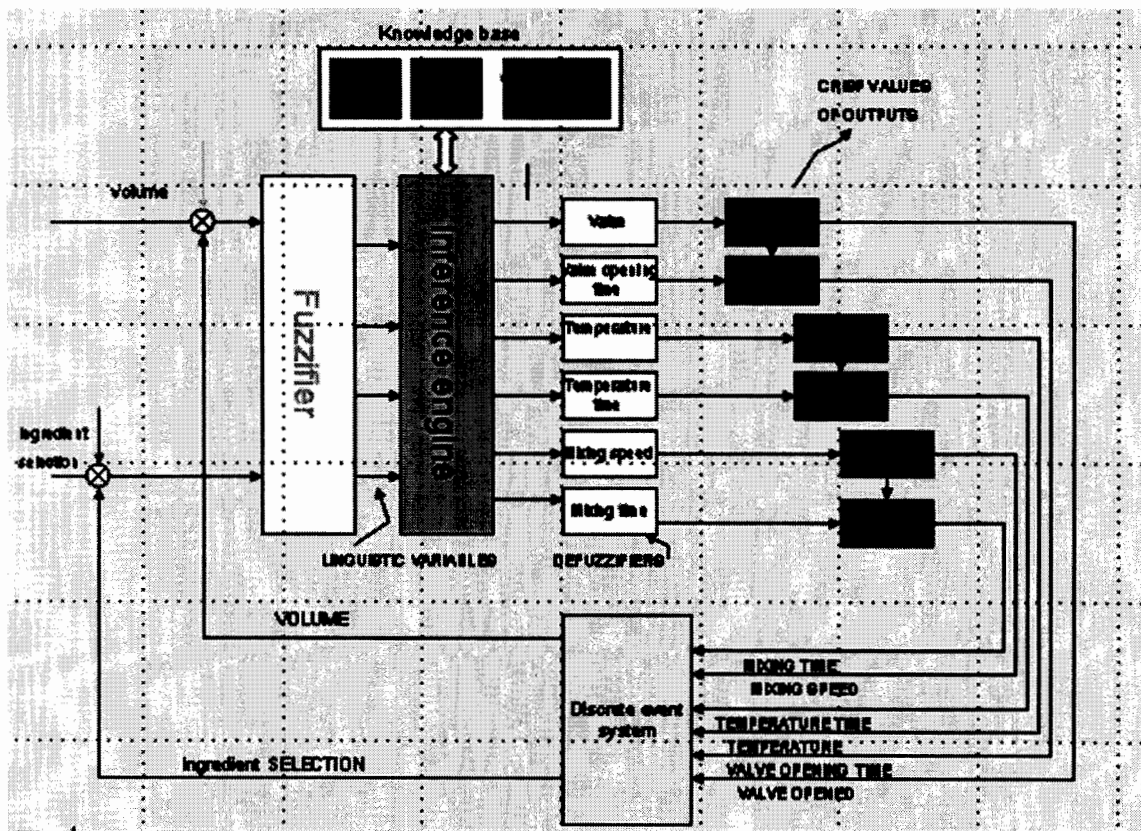 Knowledge base
CRISP VALUES
OF OUTPUTS
Volume
Fuzzifier
Inference engine
Valve
Valve opening
time
Temperature
Temperature
time
Mixing speed
Mixing time
Ingredient
selection
LINGUISTIC VARIABLES
DEFUZZIFIERS
VOLUME
Discrete event
system
MIXING TIME
MIXING SPEED
TEMPERATURE TIME
TEMPERATURE
VALVE OPENING TIME
VALVE OPENED
Ingredient SELECTION